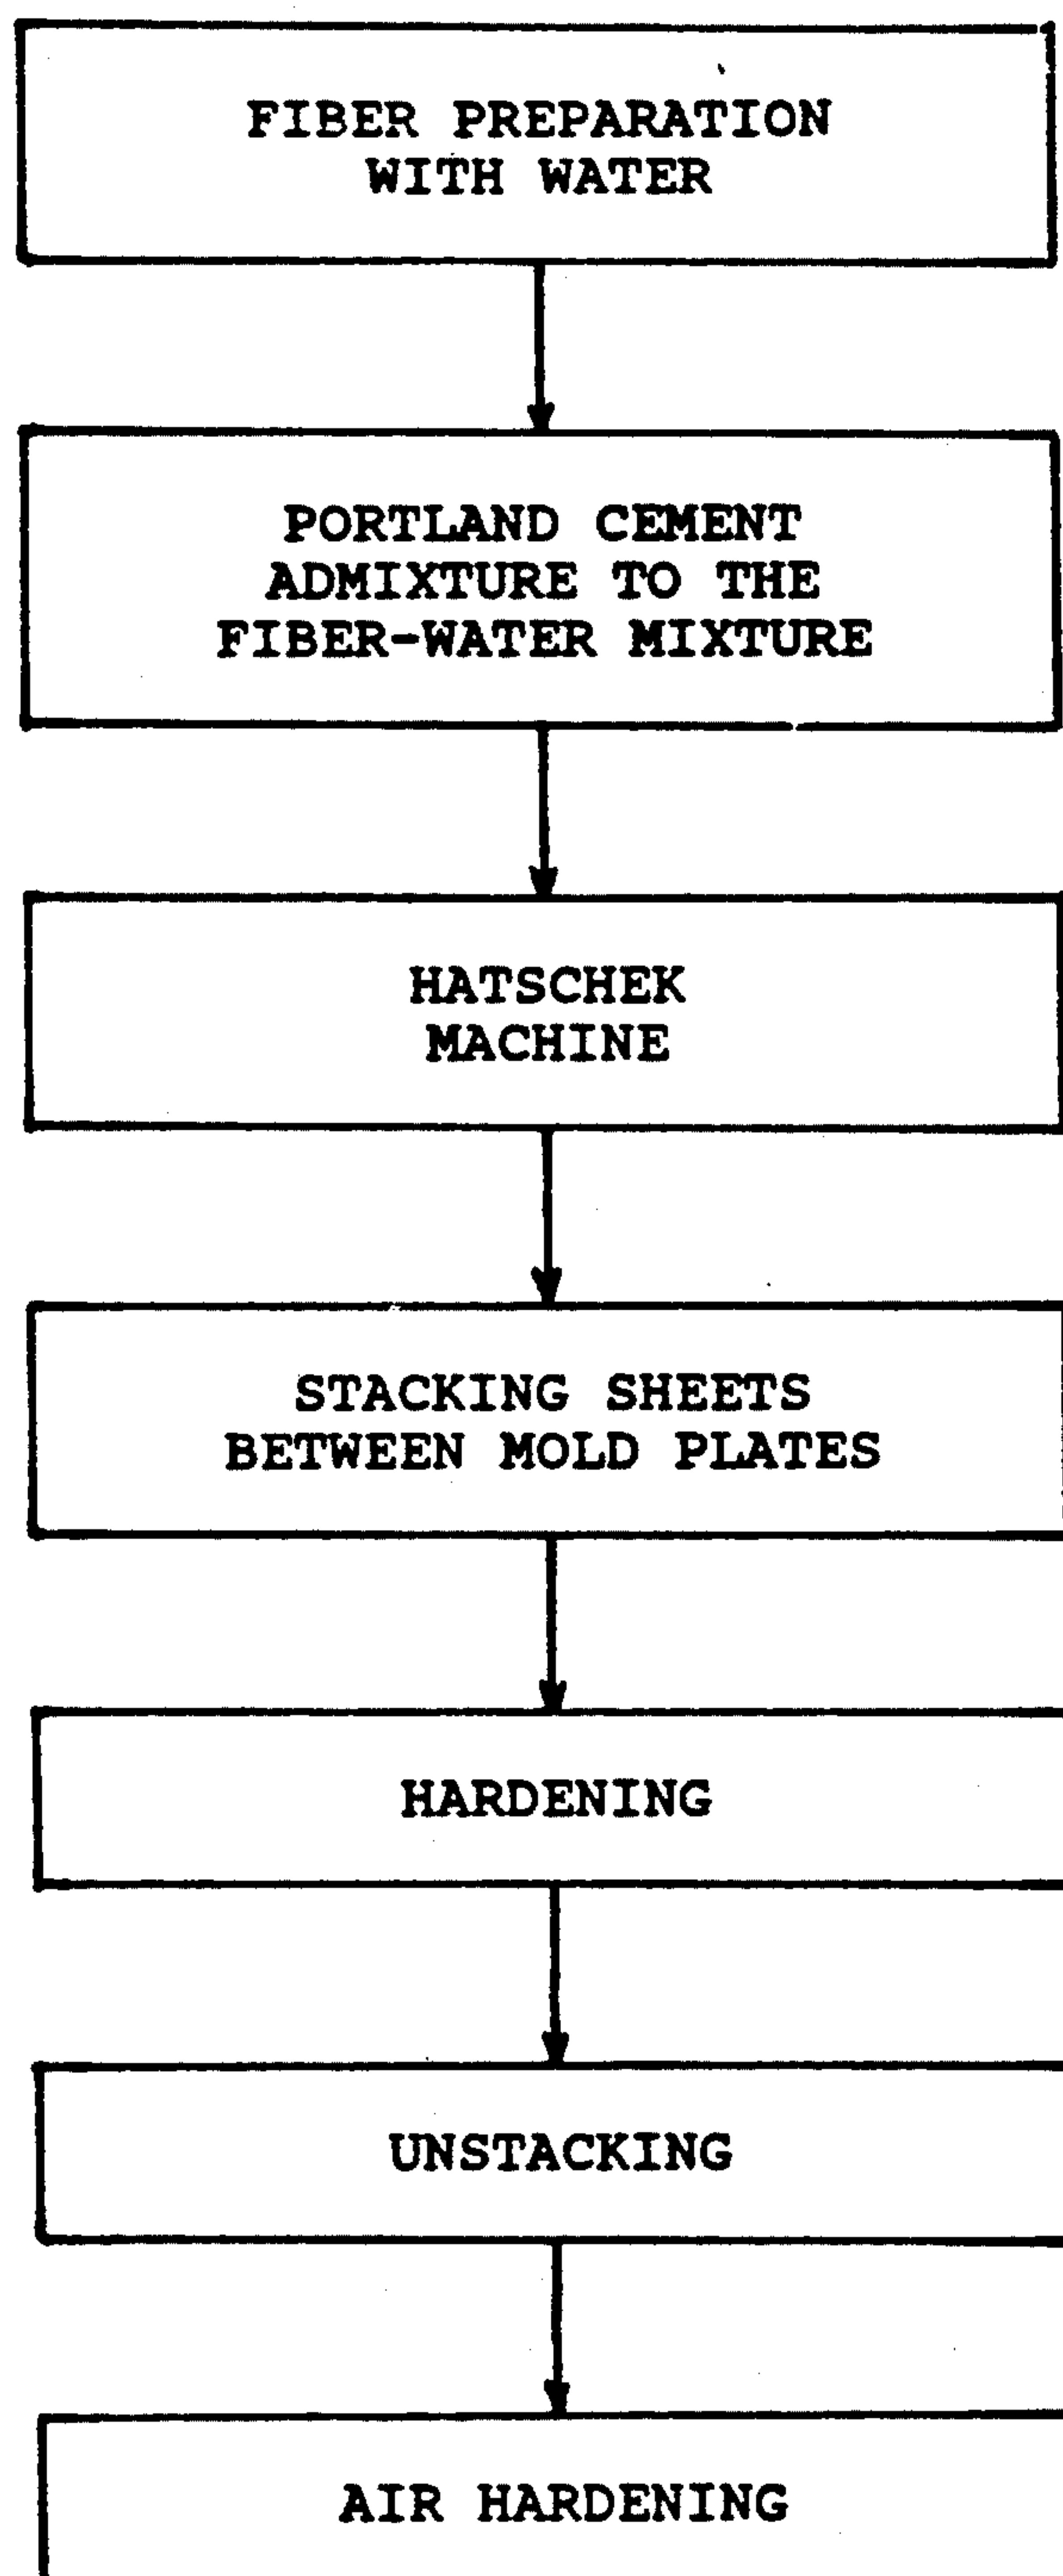 FIBER PREPARATION
WITH WATER
PORTLAND CEMENT
ADMIXTURE TO THE
FIBER-WATER MIXTURE
HATSCHEK
MACHINE
STACKING SHEETS
BETWEEN MOLD PLATES
HARDENING
UNSTACKING
AIR HARDENING